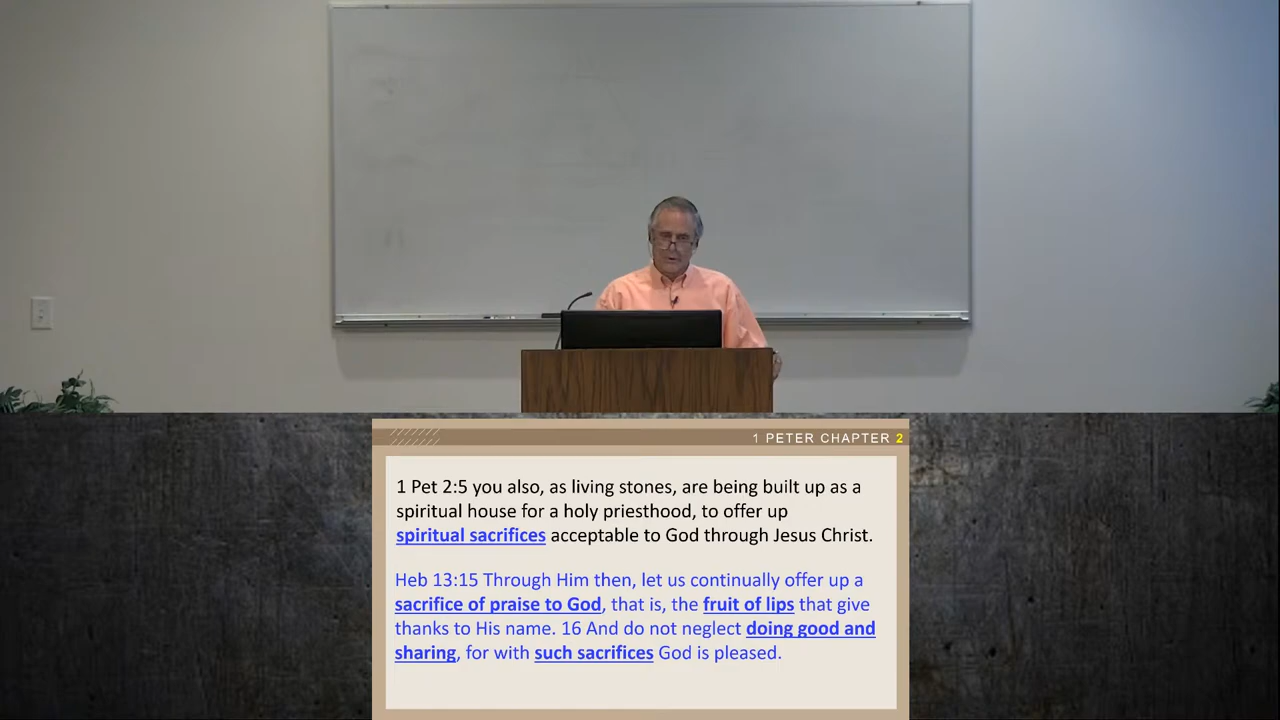 1 PETER CHAPTER 2
1 Pet 2:5 you also, as living stones, are being built up as a
spiritual house for a holy priesthood, to offer up
spiritual sacrifices acceptable to God through Jesus Christ.
Heb 13:15 Through Him then, let us continually offer up a
sacrifice of praise to God, that is, the fruit of lips that give
thanks to His name. 16 And do not neglect doing good and
sharing, for with such sacrifices God is pleased.